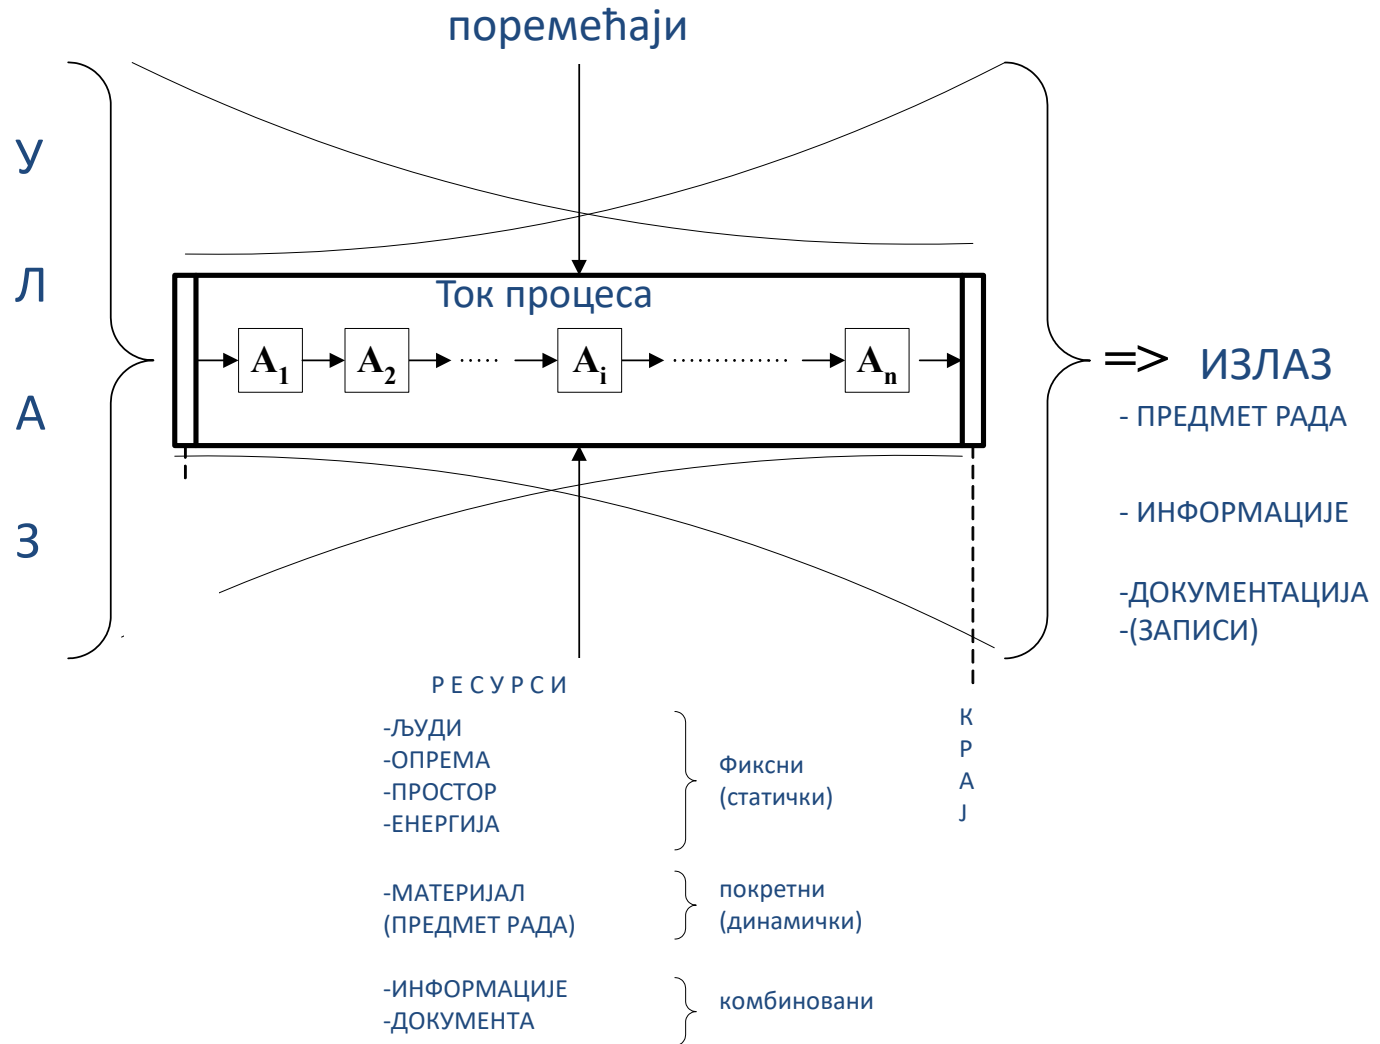 поремећаји
У
Л
А
З
Ток процеса
A1 A2 ..... Ai .............. An
=> ИЗЛАЗ
- ПРЕДМЕТ РАДА
- ИНФОРМАЦИЈЕ
-ДОКУМЕНТАЦИЈА
-(ЗАПИСИ)
Р Е С У Р С И
-ЉУДИ
-ОПРЕМА
-ПРОСТОР
-ЕНЕРГИЈА
Фиксни
(статички)
-МАТЕРИЈАЛ
(ПРЕДМЕТ РАДА)
покретни
(динамички)
-ИНФОРМАЦИЈЕ
-ДОКУМЕНТА
комбиновани
К
Р
А
Ј